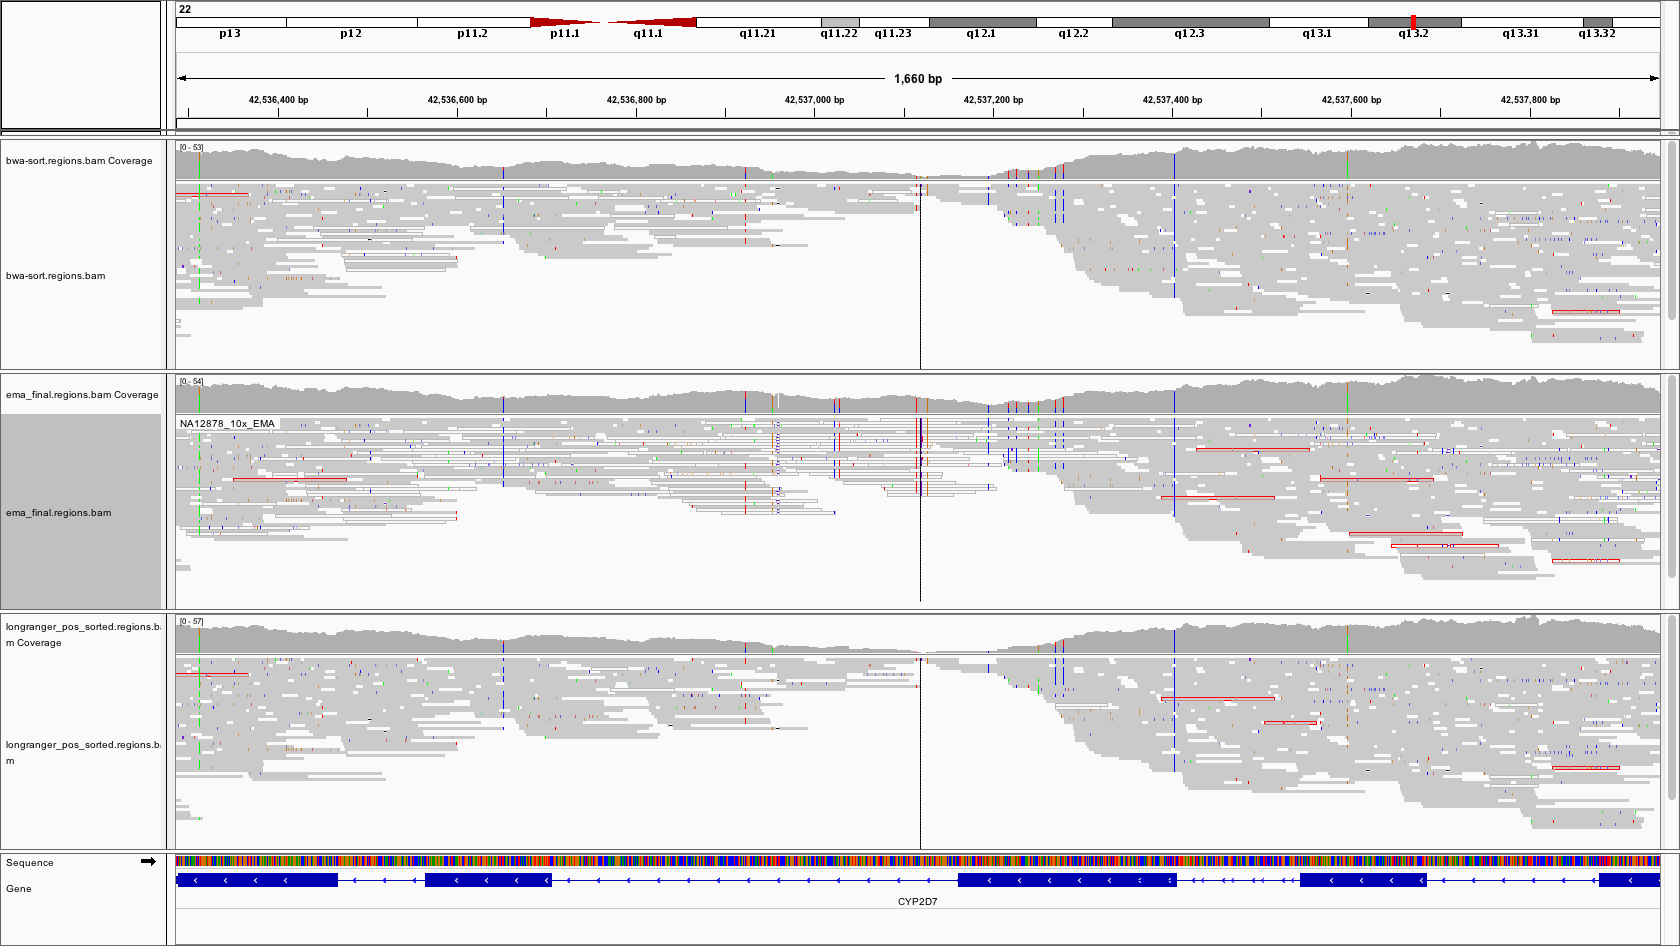 22
p13 p12 p11.2 p11.1 q11.1 q11.21 q11.22 q11.23 q12.1 q12.2 q12.3 q13.1 q13.2 q13.31 q13.32
1,660 bp
42,536,400 bp 42,536,600 bp 42,536,800 bp 42,537,000 bp 42,537,200 bp 42,537,400 bp 42,537,600 bp 42,537,800 bp
[0 - 53]
bwa-sort.regions.bam Coverage
bwa-sort.regions.bam
[0 - 54]
ema_final.regions.bam Coverage
NA12878_10x_EMA
ema_final.regions.bam
[0 - 57]
longranger_pos_sorted.regions.ba
m Coverage
longranger_pos_sorted.regions.ba
m
Sequence
Gene
CYP2D7